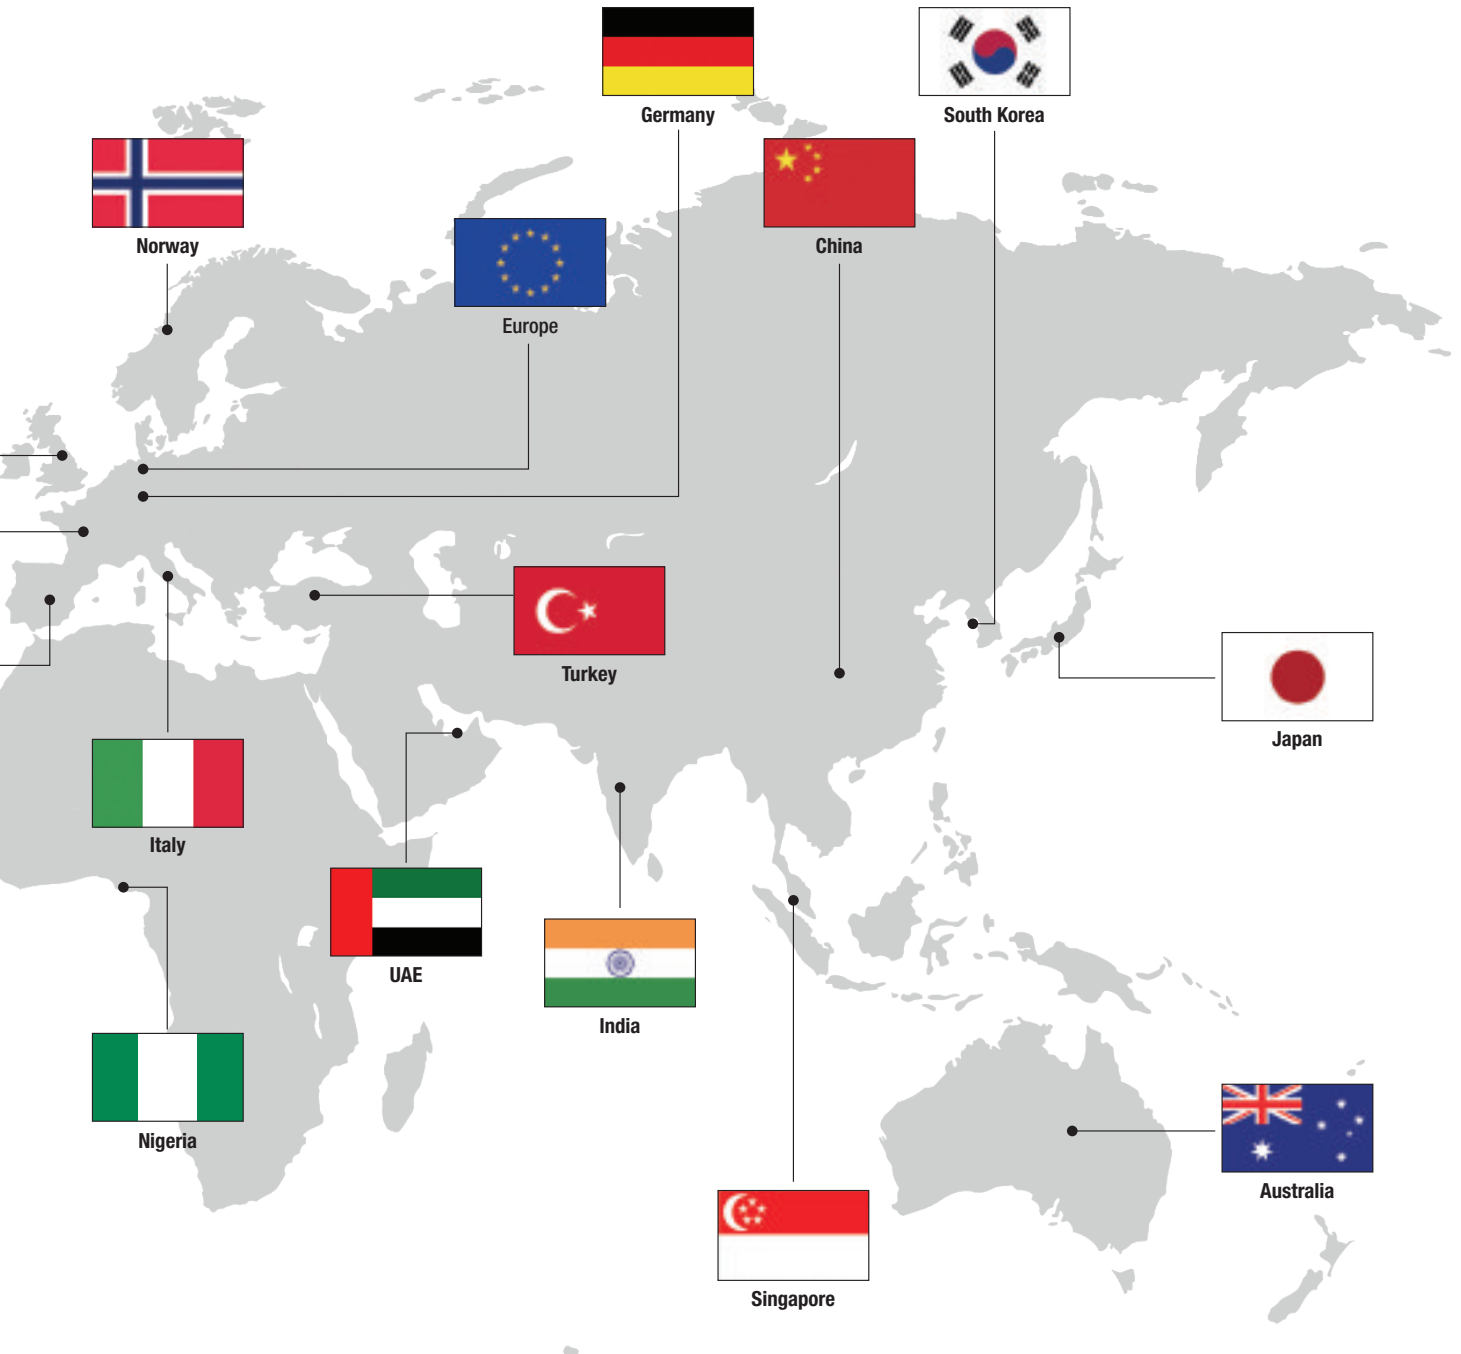 Germany
South Korea
Norway
China
Europe
Turkey
Japan
Italy
UAE
India
Nigeria
Australia
Singapore